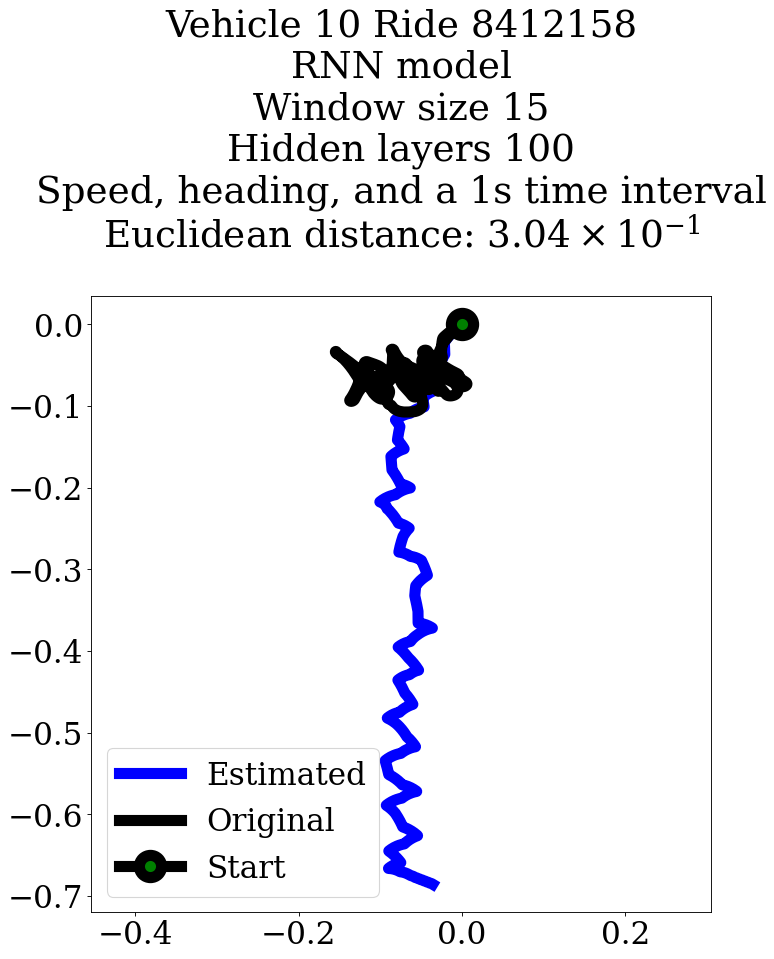 Vehicle 10 Ride 8412158
RNN model
Window size 15
Hidden layers 100
Speed, heading, and a 1s time interval
Euclidean distance: 3.04 × 10⁻¹
0.0
−0.1
−0.2
−0.3
−0.4
−0.5
−0.6
−0.7
Estimated
Original
Start
−0.4 −0.2 0.0 0.2